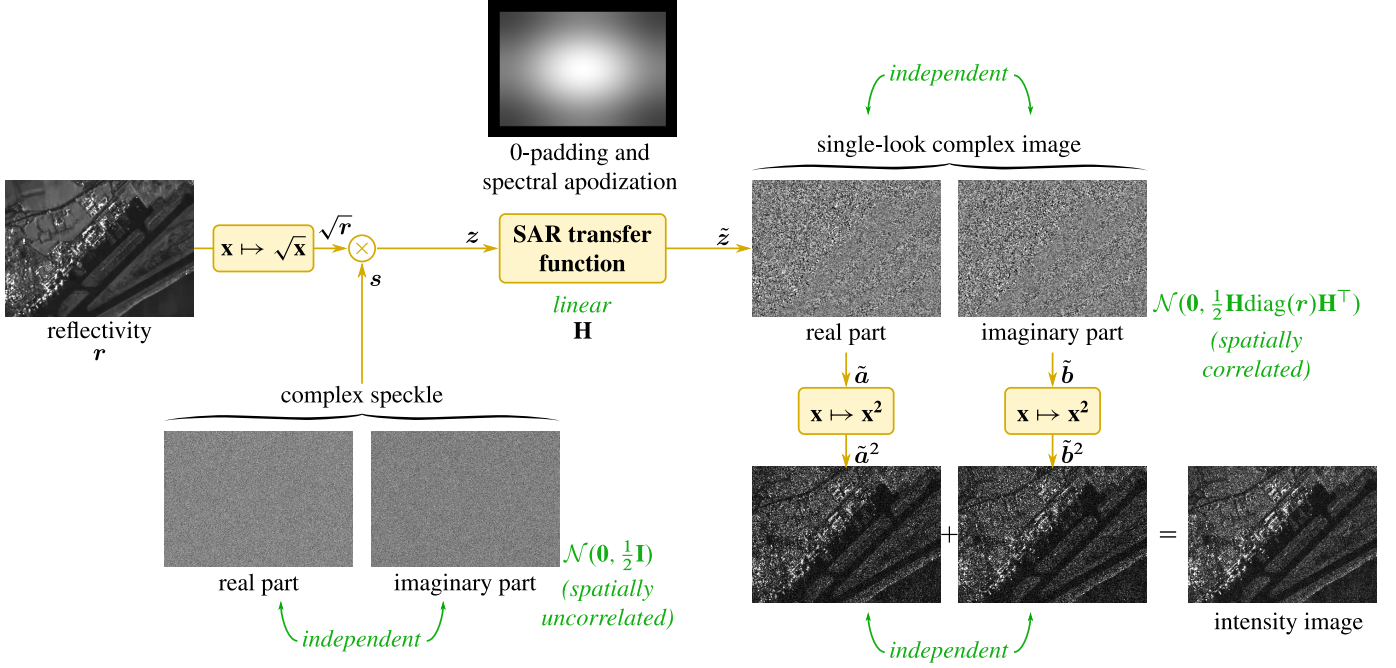 0-padding and
spectral apodization
independent
single-look complex image
x ↦ √x
√r
×
s
z
SAR transfer
function
z̃
linear
H
reflectivity
r
real part
imaginary part
𝒩(0, ½Hdiag(r)H⊤)
(spatially
correlated)
ã
b̃
x ↦ x²
x ↦ x²
ã²
b̃²
complex speckle
real part
imaginary part
𝒩(0, ½I)
(spatially
uncorrelated)
independent
+
=
independent
intensity image